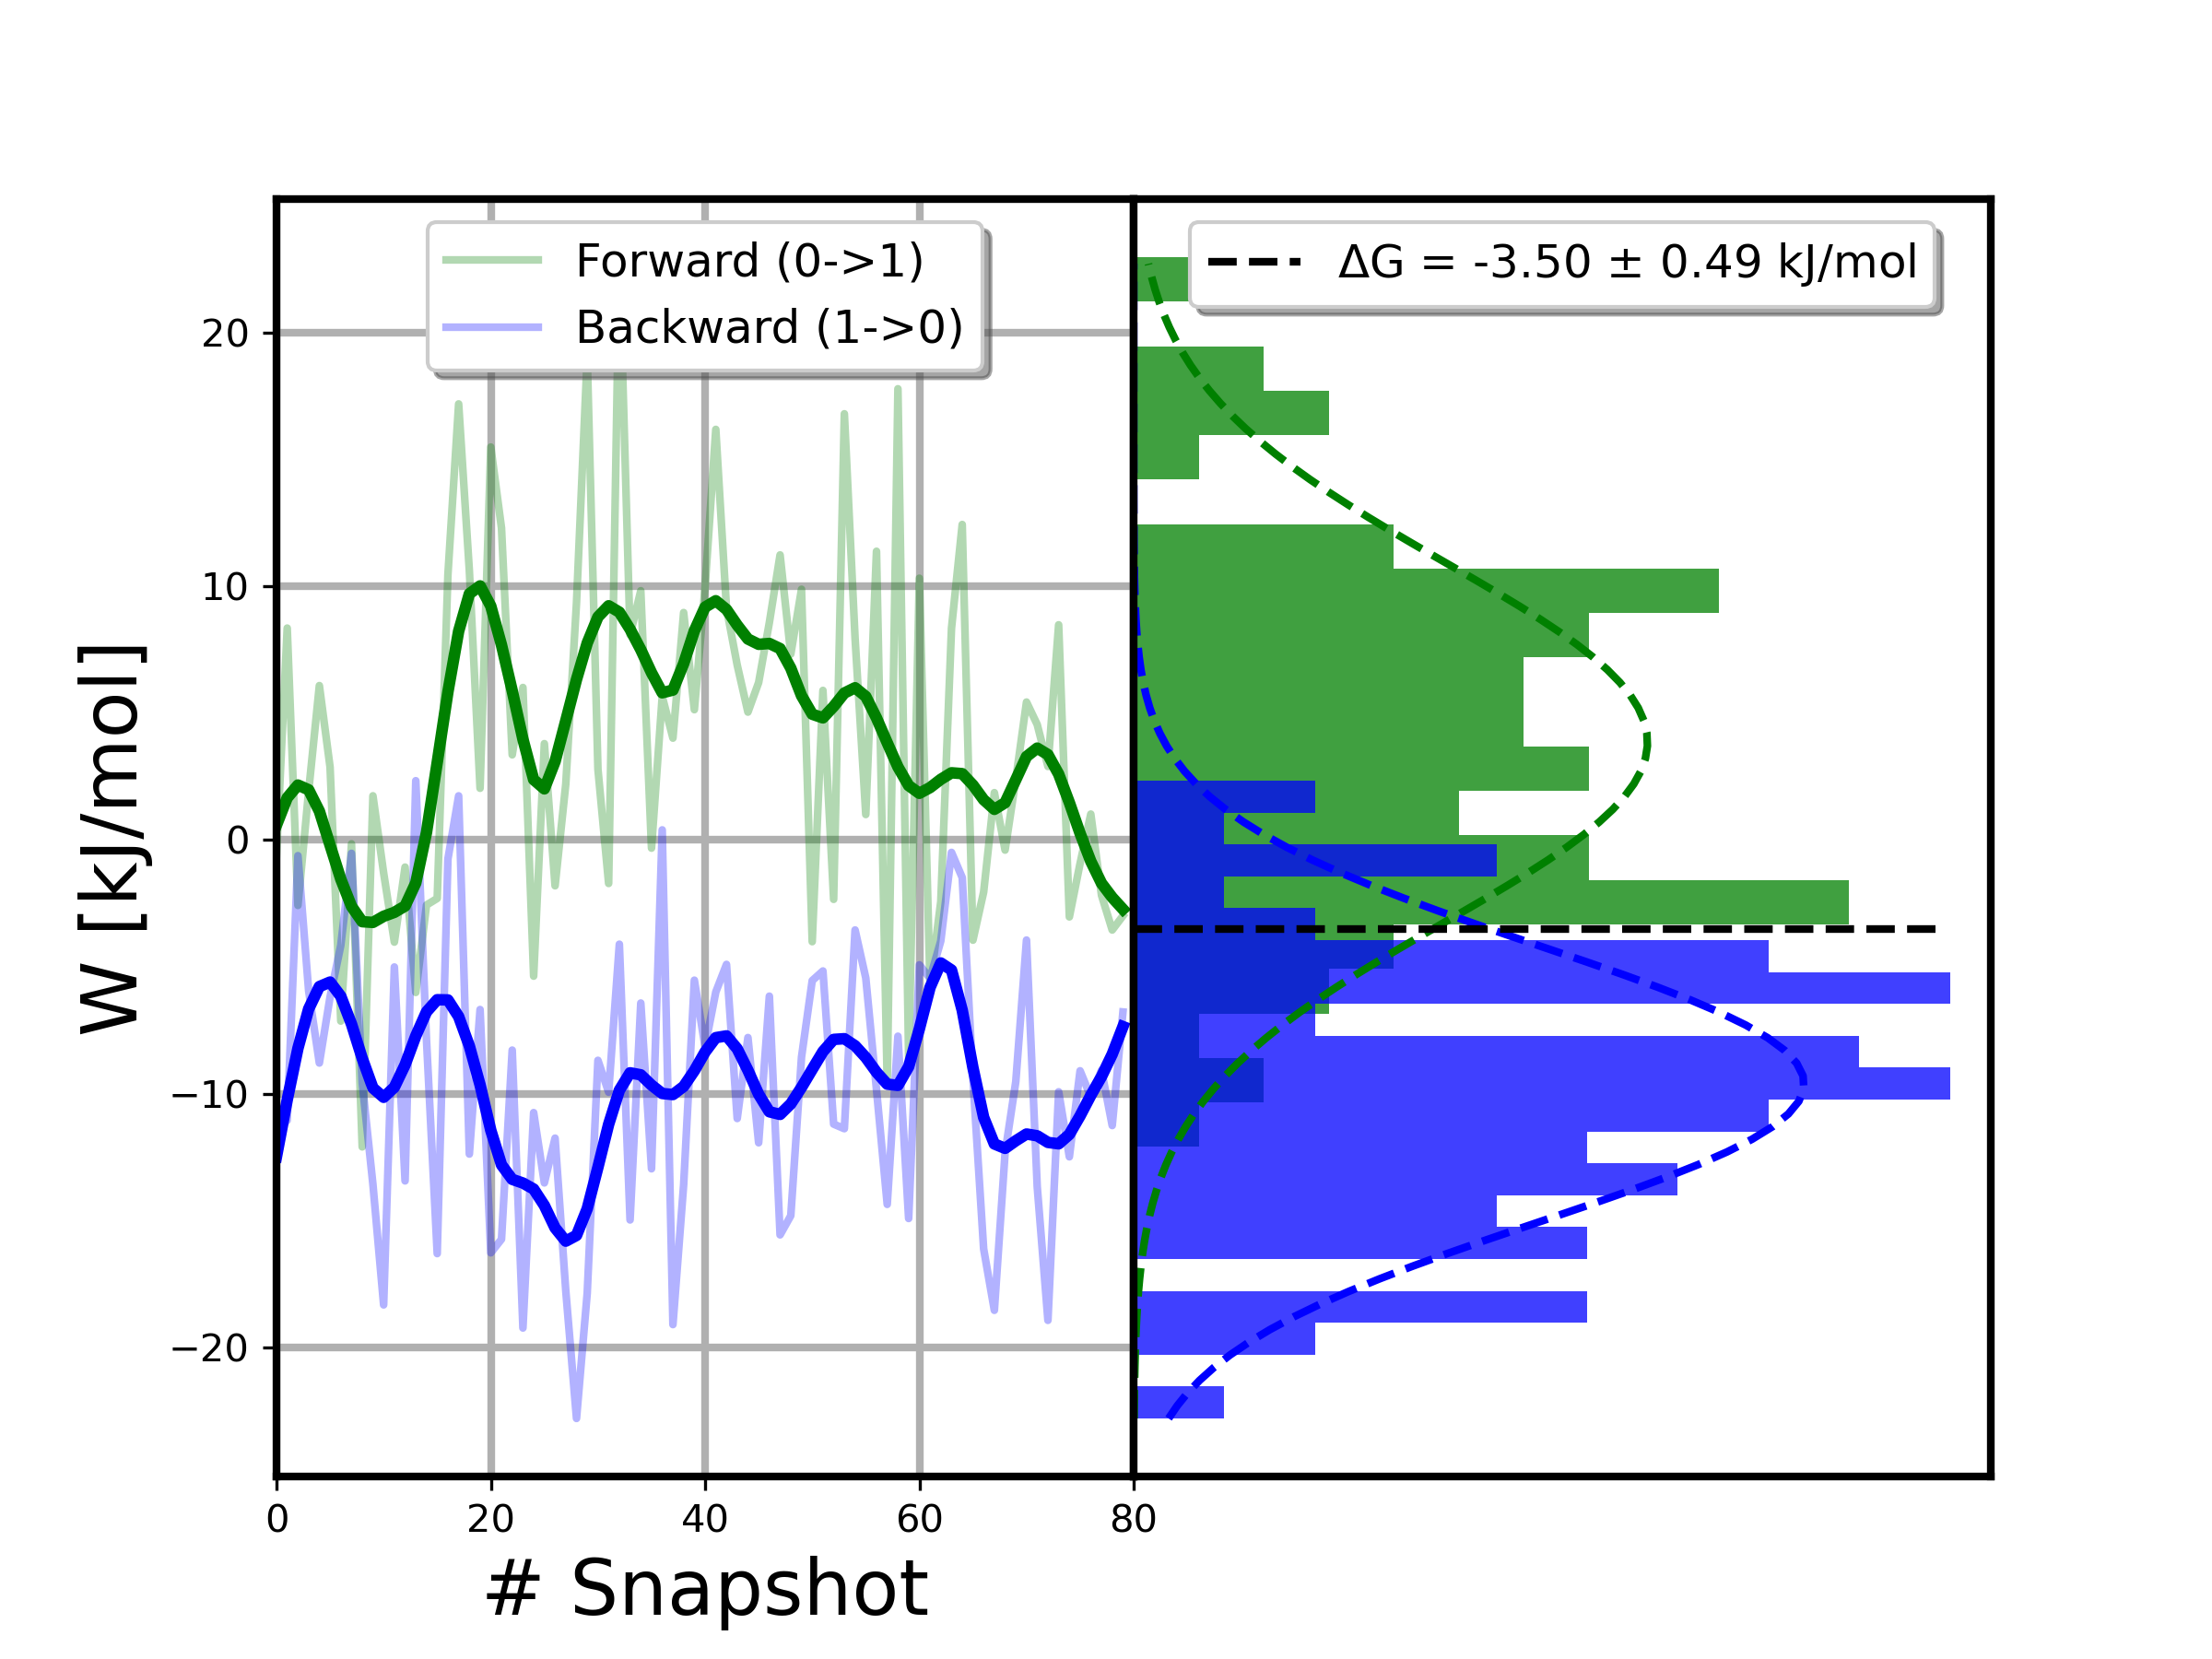 Forward (0->1)
Backward (1->0)
ΔG = -3.50 ± 0.49 kJ/mol
W [kJ/mol]
20
10
0
−10
−20
0 20 40 60 80
# Snapshot